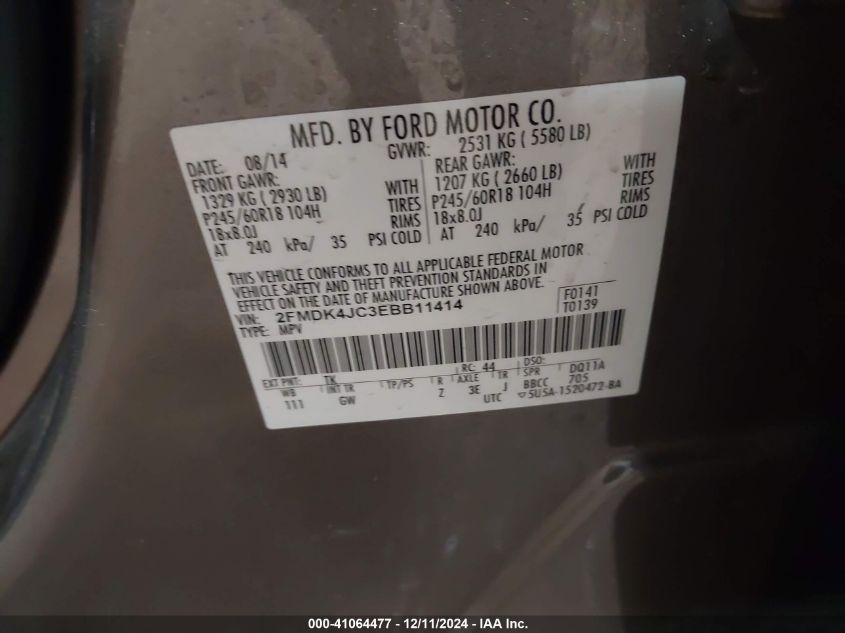 MFD. BY FORD MOTOR CO.
DATE: 08/14 GVWR: 2531 KG ( 5580 LB)
FRONT GAWR: REAR GAWR:
1329 KG ( 2930 LB) WITH 1207 KG ( 2660 LB) WITH
P245/60R18 104H TIRES P245/60R18 104H TIRES
18x8.0J RIMS 18x8.0J RIMS
AT 240 kPa/ 35 PSI COLD AT 240 kPa/ 35 PSI COLD
THIS VEHICLE CONFORMS TO ALL APPLICABLE FEDERAL MOTOR
VEHICLE SAFETY AND THEFT PREVENTION STANDARDS IN
EFFECT ON THE DATE OF MANUFACTURE SHOWN ABOVE.
VIN: 2FMDK4JC3EBB11414 F0141
TYPE: MPV T0139
EXT PNT: TK RC: 44 DSO:
WB INT TR TP/PS R AXLE TR SPR DQ11A
111 GW Z 3E J BBCC 705
UTC ▽5U5A-1520472-BA
000-41064477 - 12/11/2024 - IAA Inc.